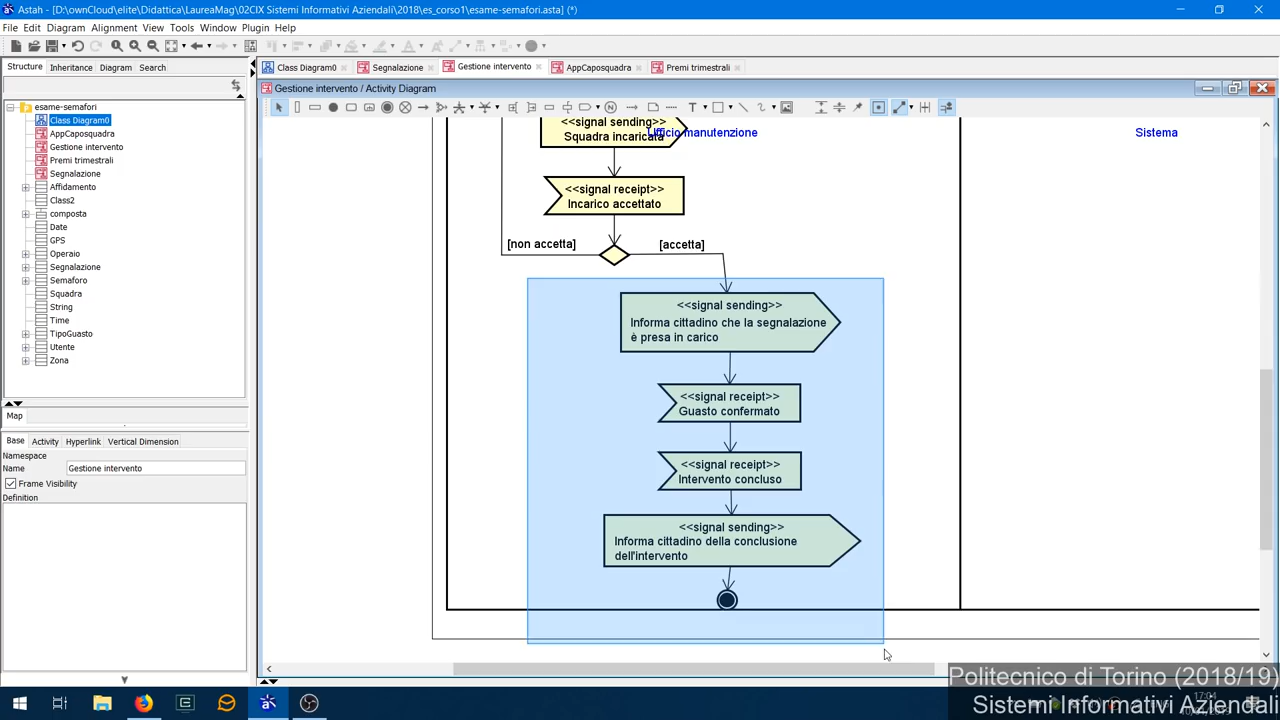 Astah - [D:\ownCloud\elite\Didattica\LaureaMag\02CIX Sistemi Informativi Aziendali\2018\es_corso1\esame-semafori.asta] (*)
File Edit Diagram Alignment View Tools Window Plugin Help
Structure Inheritance Diagram Search
Class Diagram0 Segnalazione Gestione intervento AppCaposquadra Premi trimestrali
Gestione intervento / Activity Diagram
esame-semafori
Class Diagram0
AppCaposquadra
Gestione intervento
Premi trimestrali
Segnalazione
Affidamento
Class2
composta
Date
GPS
Operaio
Segnalazione
Semaforo
Squadra
String
Time
TipoGuasto
Utente
Zona
Map
Base Activity Hyperlink Vertical Dimension
Namespace
Name Gestione intervento
Frame Visibility
Definition
Ufficio manutenzione Sistema
<<signal sending>>
Squadra incaricata
<<signal receipt>>
Incarico accettato
[non accetta] [accetta]
<<signal sending>>
Informa cittadino che la segnalazione
è presa in carico
<<signal receipt>>
Guasto confermato
<<signal receipt>>
Intervento concluso
<<signal sending>>
Informa cittadino della conclusione
dell'intervento
Politecnico di Torino (2018/19)
Sistemi Informativi Aziendali
17:04